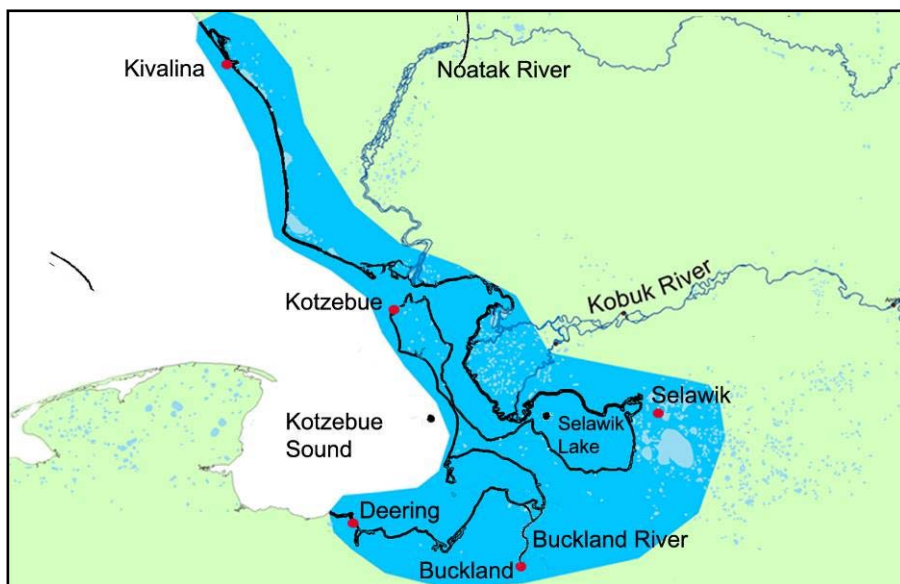 Kivalina
Noatak River
Kobuk River
Kotzebue
Selawik
Selawik
Lake
Kotzebue
Sound
Deering
Buckland River
Buckland